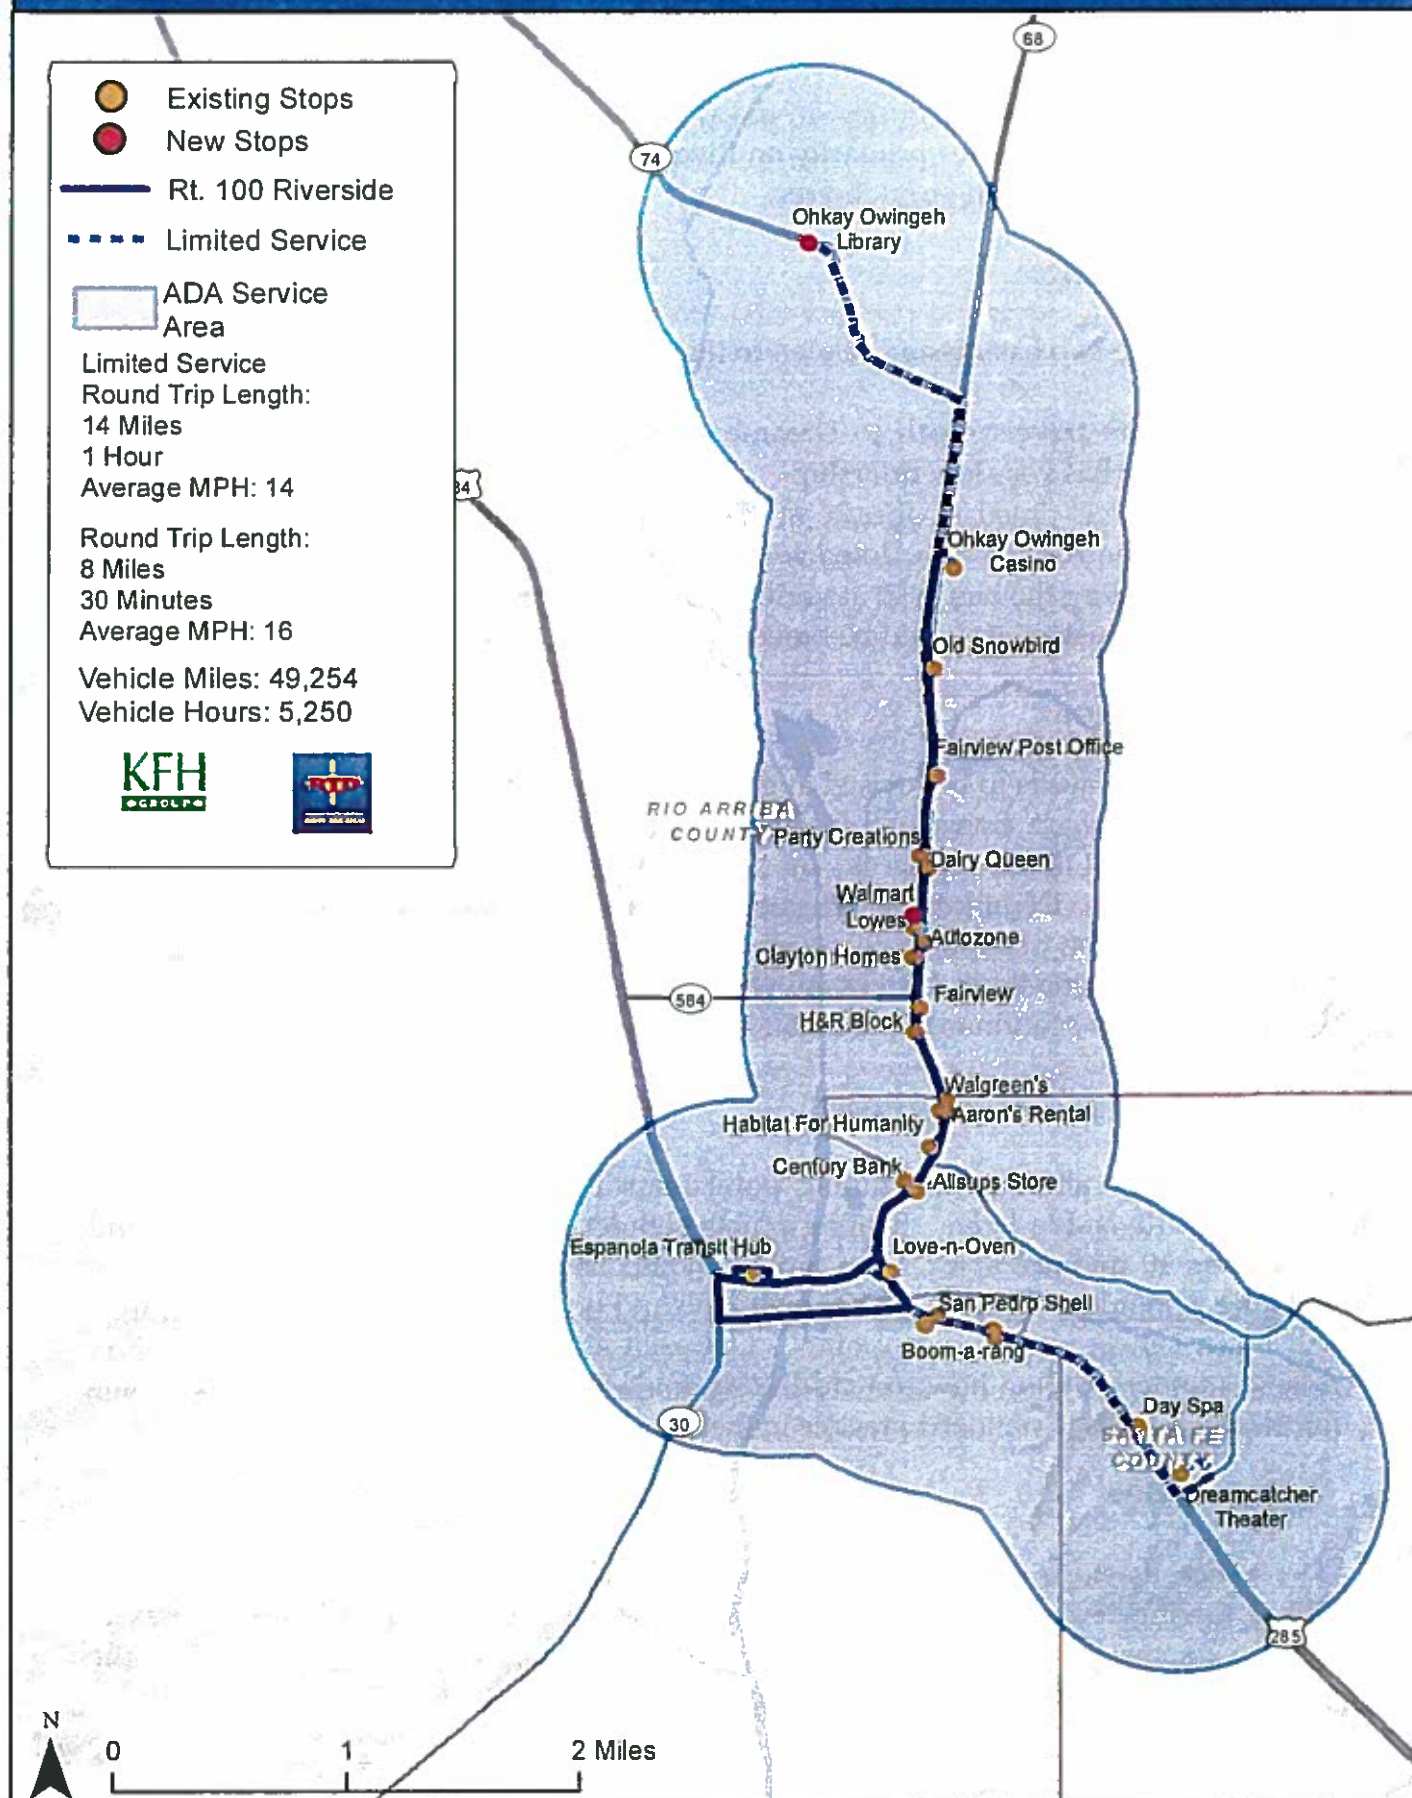 Existing Stops
New Stops
Rt. 100 Riverside
Limited Service
ADA Service
Area
Limited Service
Round Trip Length:
14 Miles
1 Hour
Average MPH: 14
Round Trip Length:
8 Miles
30 Minutes
Average MPH: 16
Vehicle Miles: 49,254
Vehicle Hours: 5,250
KFH
GROUP
68
74
Ohkay Owingeh
Library
84
Ohkay Owingeh
Casino
Old Snowbird
Fairview Post Office
RIO ARRIBA
COUNTY
Party Creations
Dairy Queen
Walmart
Lowes
Autozone
Clayton Homes
584
Fairview
H&R Block
Walgreen's
Aaron's Rental
Habitat For Humanity
Century Bank
Allsups Store
Espanola Transit Hub
Love-n-Oven
San Pedro Shell
Boom-a-rang
30
Day Spa
SANTA FE
COUNTY
Dreamcatcher
Theater
285
N
0 1 2 Miles